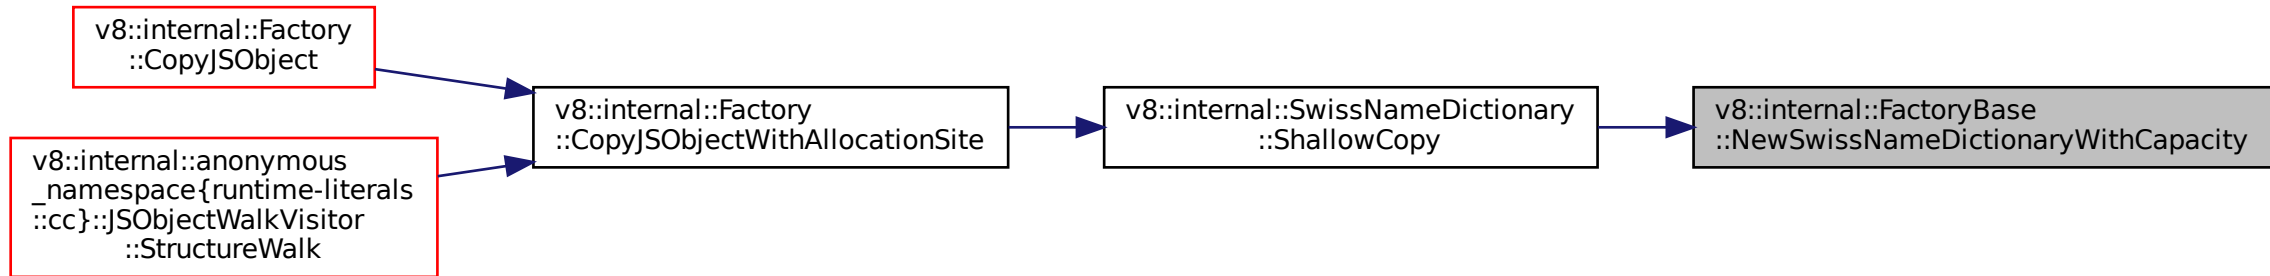 v8::internal::Factory
::CopyJSObject
v8::internal::anonymous
_namespace{runtime-literals
::cc}::JSObjectWalkVisitor
::StructureWalk
v8::internal::Factory
::CopyJSObjectWithAllocationSite
v8::internal::SwissNameDictionary
::ShallowCopy
v8::internal::FactoryBase
::NewSwissNameDictionaryWithCapacity